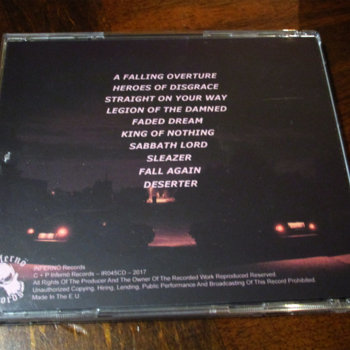 A FALLING OVERTURE
HEROES OF DISGRACE
STRAIGHT ON YOUR WAY
LEGION OF THE DAMNED
FADED DREAM
KING OF NOTHING
SABBATH LORD
SLEAZER
FALL AGAIN
DESERTER
INFERNÖ Records
C + P Infernö Records – IR045CD – 2017
All Rights Of The Producer And The Owner Of The Recorded Work Reproduced Reserved.
Unauthorized Copying, Hiring, Lending, Public Performance And Broadcasting Of This Record Prohibited.
Made In The E.U.